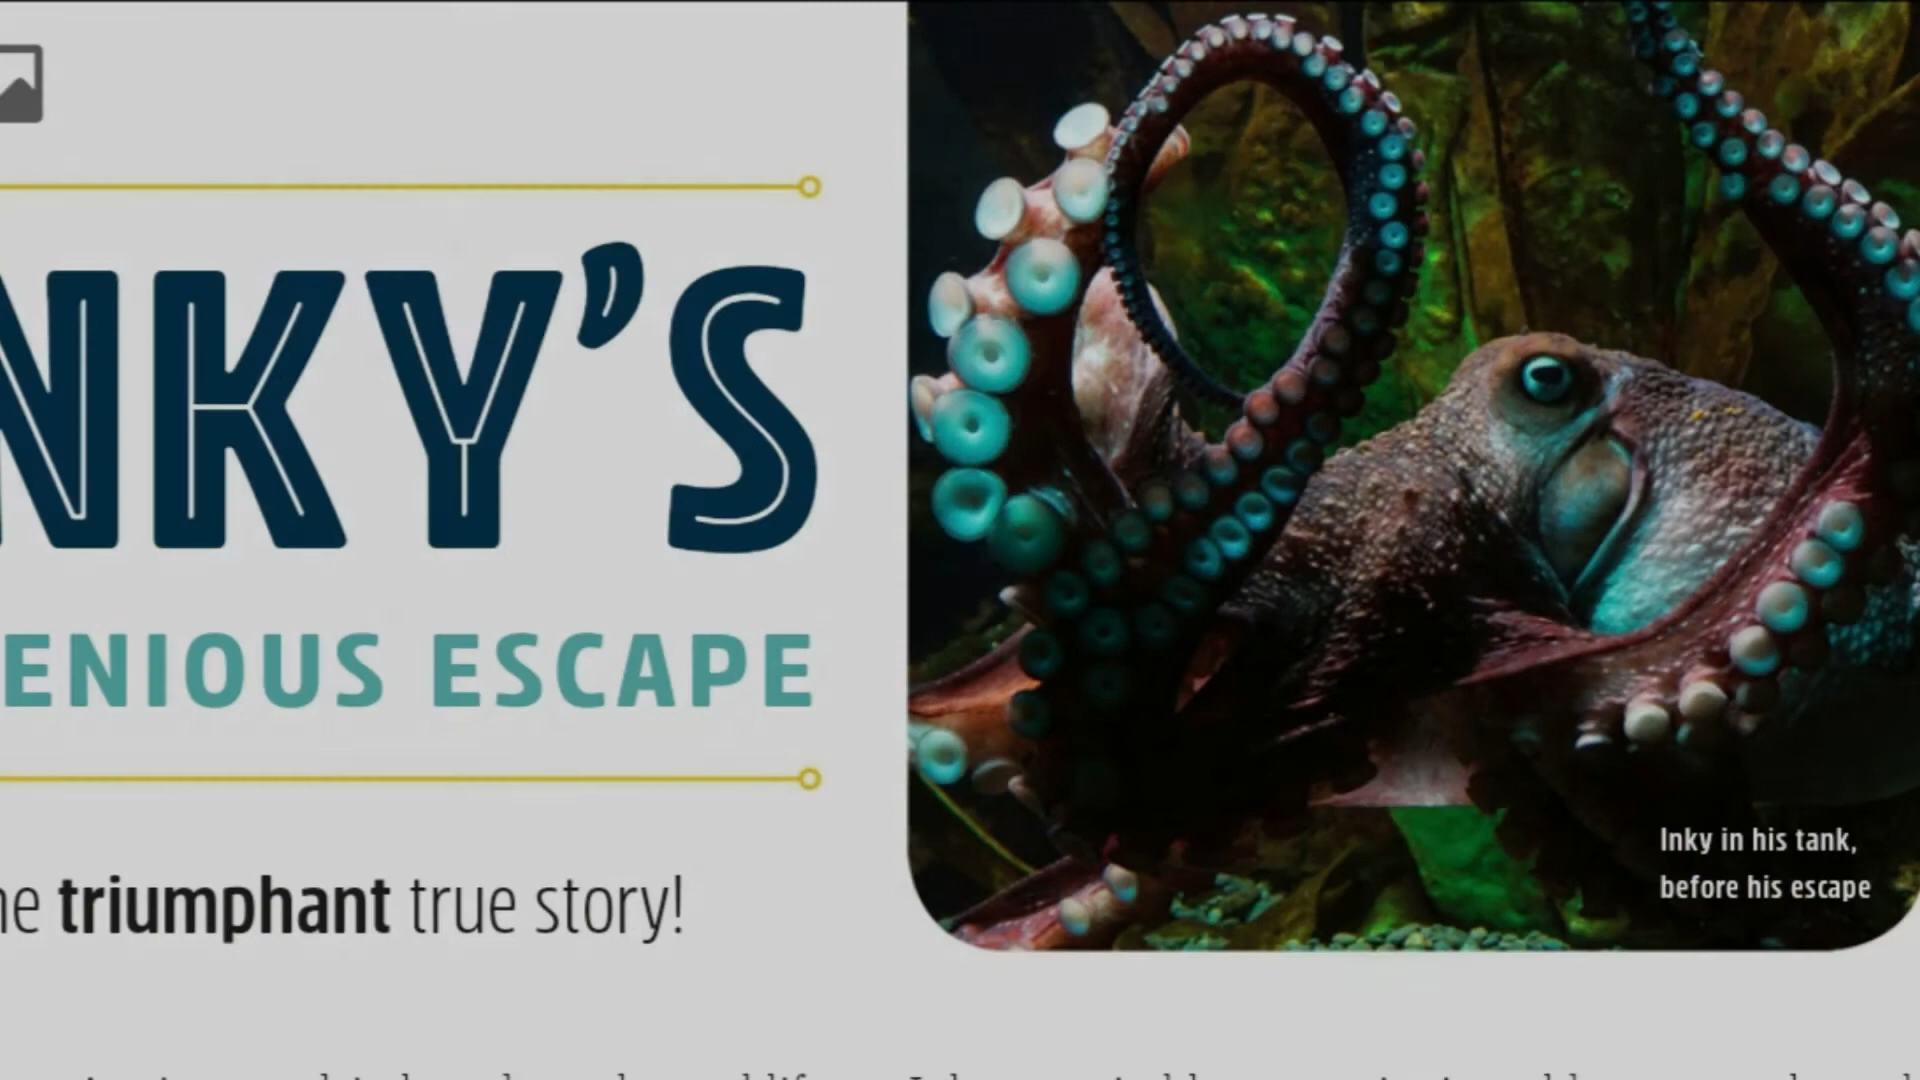 NKY'S
ENIOUS ESCAPE
he triumphant true story!
Inky in his tank,
before his escape